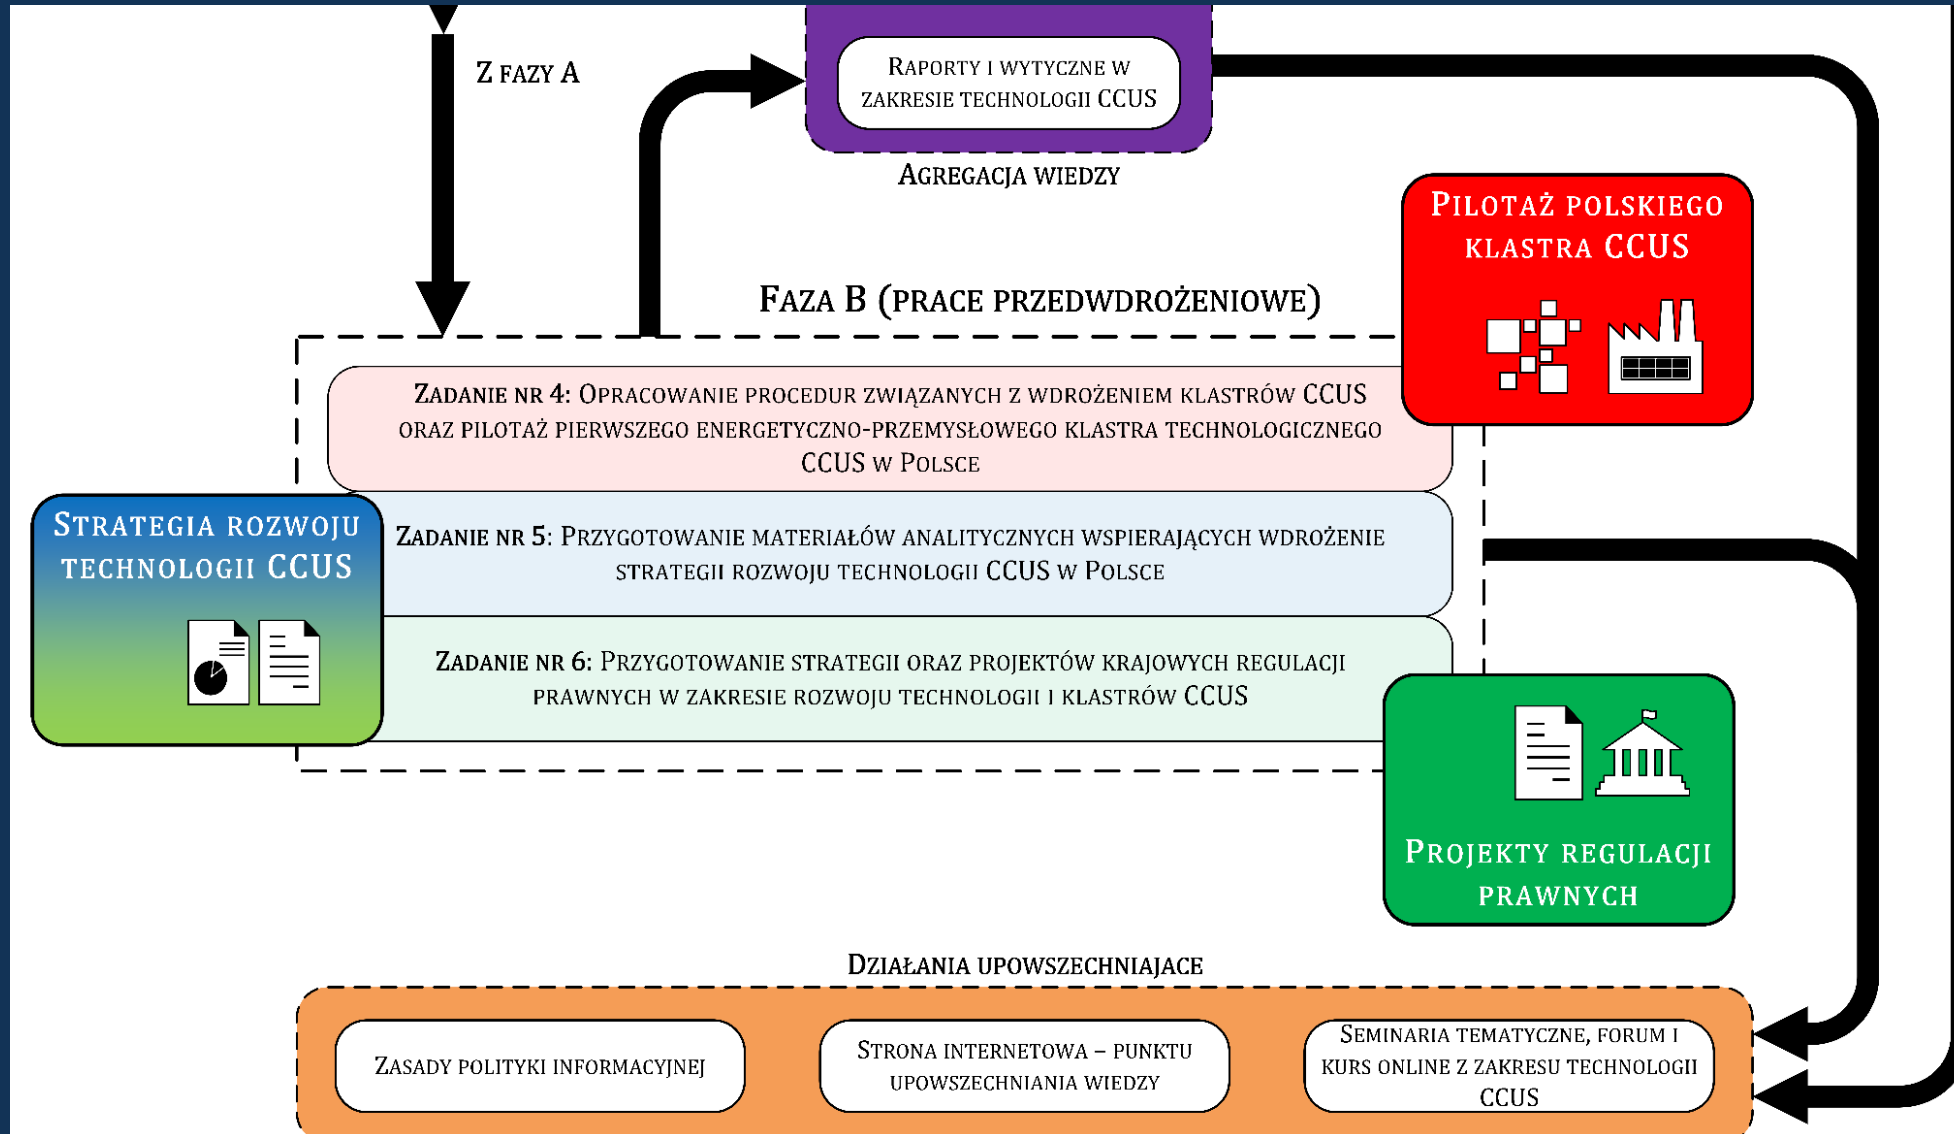 Z FAZY A
RAPORTY I WYTYCZNE W
ZAKRESIE TECHNOLOGII CCUS
AGREGACJA WIEDZY
PILOTAŻ POLSKIEGO
KLASTRA CCUS
FAZA B (PRACE PRZEDWDROŻENIOWE)
ZADANIE NR 4: OPRACOWANIE PROCEDUR ZWIĄZANYCH Z WDROŻENIEM KLASTRÓW CCUS
ORAZ PILOTAŻ PIERWSZEGO ENERGETYCZNO-PRZEMYSŁOWEGO KLASTRA TECHNOLOGICZNEGO
CCUS W POLSCE
STRATEGIA ROZWOJU
TECHNOLOGII CCUS
ZADANIE NR 5: PRZYGOTOWANIE MATERIAŁÓW ANALITYCZNYCH WSPIERAJĄCYCH WDROŻENIE
STRATEGII ROZWOJU TECHNOLOGII CCUS W POLSCE
ZADANIE NR 6: PRZYGOTOWANIE STRATEGII ORAZ PROJEKTÓW KRAJOWYCH REGULACJI
PRAWNYCH W ZAKRESIE ROZWOJU TECHNOLOGII I KLASTRÓW CCUS
PROJEKTY REGULACJI
PRAWNYCH
DZIAŁANIA UPOWSZECHNIAJACE
ZASADY POLITYKI INFORMACYJNEJ
STRONA INTERNETOWA – PUNKTU
UPOWSZECHNIANIA WIEDZY
SEMINARIA TEMATYCZNE, FORUM I
KURS ONLINE Z ZAKRESU TECHNOLOGII
CCUS